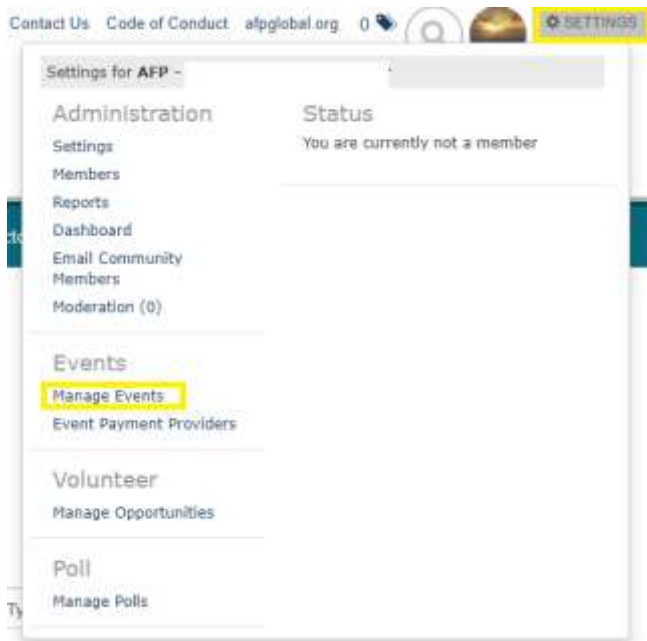 Contact Us Code of Conduct afpglobal.org 0 SETTINGS
Settings for AFP -
Administration
Settings
Members
Reports
Dashboard
Email Community
Members
Moderation (0)
Status
You are currently not a member
Events
Manage Events
Event Payment Providers
Volunteer
Manage Opportunities
Poll
Manage Polls
Ty